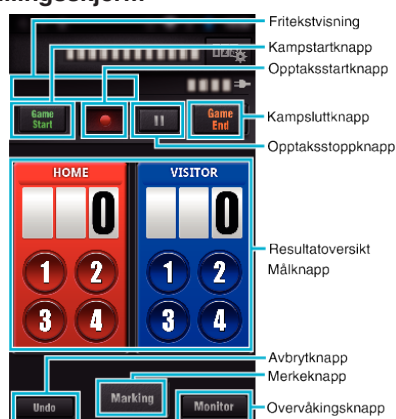 Fritekstvisning
Kampstartknapp
Opptaksstartknapp
Game
Start
Game
End
Kampsluttknapp
Opptaksstoppknapp
HOME
VISITOR
0
0
1 2
1 2
3 4
3 4
Resultatoversikt
Målknapp
Avbrytknapp
Merkeknapp
Undo
Marking
Monitor
Overvåkingsknapp